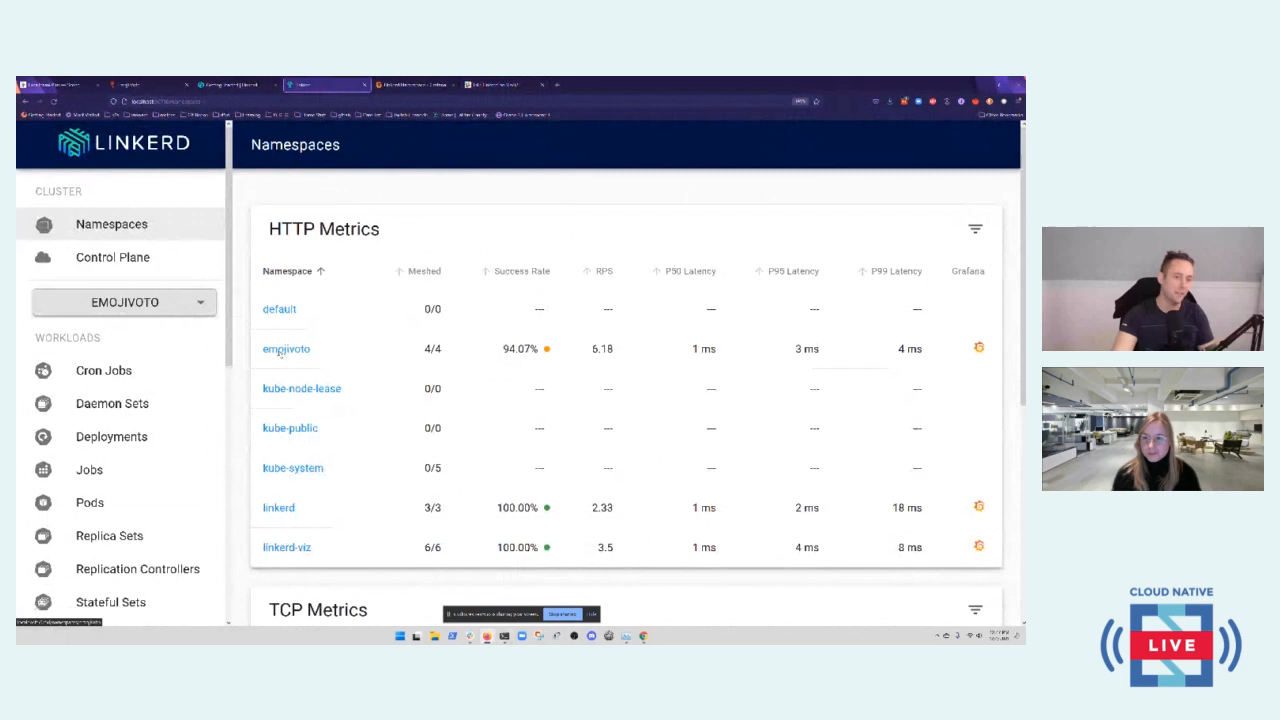 LINKERD
Namespaces
CLUSTER
Namespaces
Control Plane
EMOJIVOTO
WORKLOADS
Cron Jobs
Daemon Sets
Deployments
Jobs
Pods
Replica Sets
Replication Controllers
Stateful Sets
HTTP Metrics
Namespace Meshed Success Rate RPS P50 Latency P95 Latency P99 Latency Grafana
default 0/0 --- --- --- --- ---
emojivoto 4/4 94.07% 6.18 1 ms 3 ms 4 ms
kube-node-lease 0/0 --- --- --- --- ---
kube-public 0/0 --- --- --- --- ---
kube-system 0/5 --- --- --- --- ---
linkerd 3/3 100.00% 2.33 1 ms 2 ms 18 ms
linkerd-viz 6/6 100.00% 3.5 1 ms 4 ms 8 ms
TCP Metrics
CLOUD NATIVE
LIVE